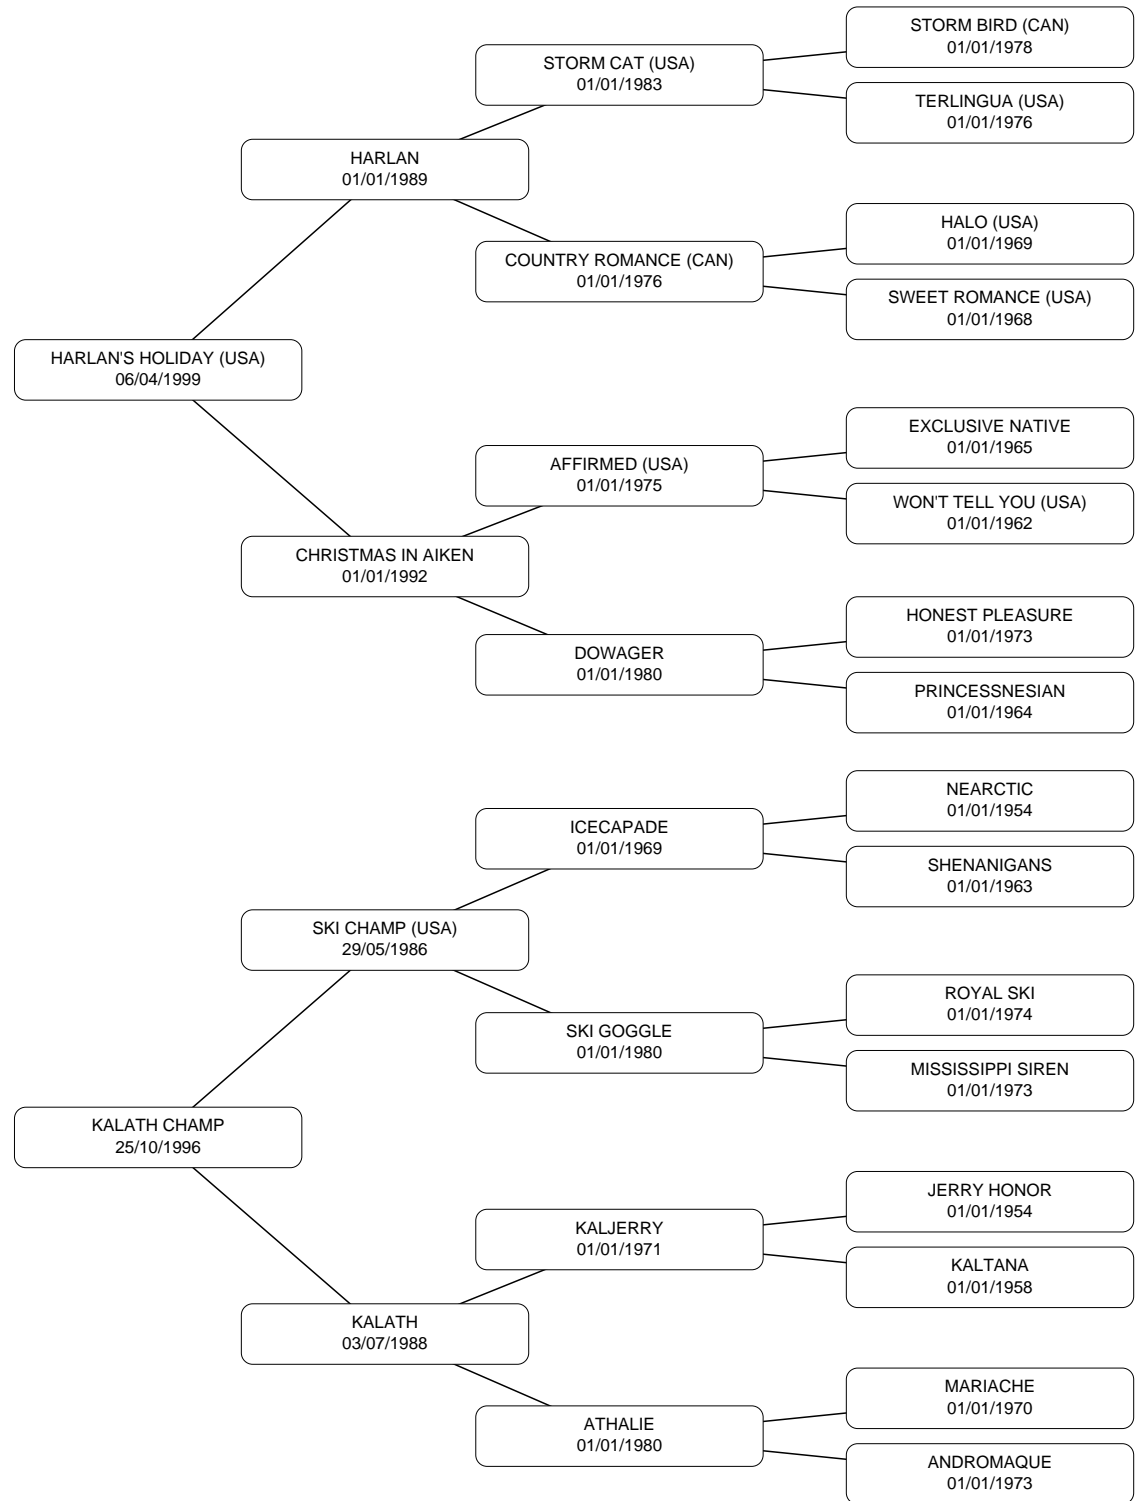 STORM BIRD (CAN)
01/01/1978
STORM CAT (USA)
01/01/1983
TERLINGUA (USA)
01/01/1976
HARLAN
01/01/1989
HALO (USA)
01/01/1969
COUNTRY ROMANCE (CAN)
01/01/1976
SWEET ROMANCE (USA)
01/01/1968
HARLAN'S HOLIDAY (USA)
06/04/1999
EXCLUSIVE NATIVE
01/01/1965
AFFIRMED (USA)
01/01/1975
WON'T TELL YOU (USA)
01/01/1962
CHRISTMAS IN AIKEN
01/01/1992
HONEST PLEASURE
01/01/1973
DOWAGER
01/01/1980
PRINCESSNESIAN
01/01/1964
NEARCTIC
01/01/1954
ICECAPADE
01/01/1969
SHENANIGANS
01/01/1963
SKI CHAMP (USA)
29/05/1986
ROYAL SKI
01/01/1974
SKI GOGGLE
01/01/1980
MISSISSIPPI SIREN
01/01/1973
KALATH CHAMP
25/10/1996
JERRY HONOR
01/01/1954
KALJERRY
01/01/1971
KALTANA
01/01/1958
KALATH
03/07/1988
MARIACHE
01/01/1970
ATHALIE
01/01/1980
ANDROMAQUE
01/01/1973